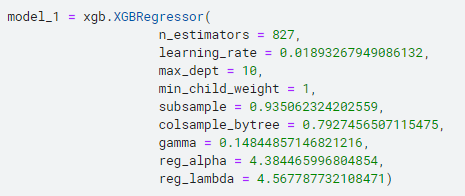 model_1 = xgb.XGBRegressor(
n_estimators = 827,
learning_rate = 0.01893267949086132,
max_dept = 10,
min_child_weight = 1,
subsample = 0.935062324202559,
colsample_bytree = 0.7927456507115475,
gamma = 0.14844857146821216,
reg_alpha = 4.384465996804854,
reg_lambda = 4.567787732108471)